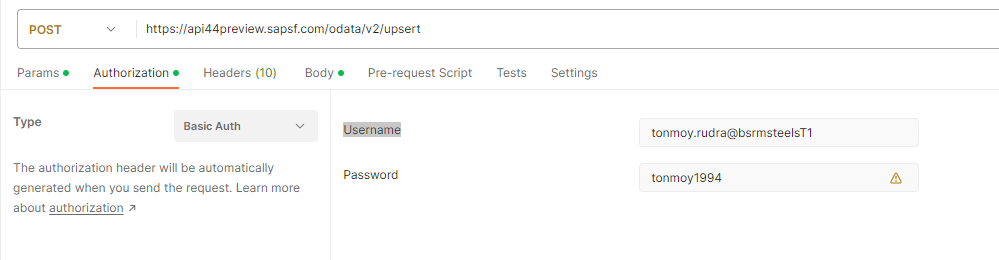 POST https://api44preview.sapsf.com/odata/v2/upsert
Params Authorization Headers (10) Body Pre-request Script Tests Settings
Type Basic Auth
The authorization header will be automatically
generated when you send the request. Learn more
about authorization ↗
Username tonmoy.rudra@bsrmsteelsT1
Password tonmoy1994